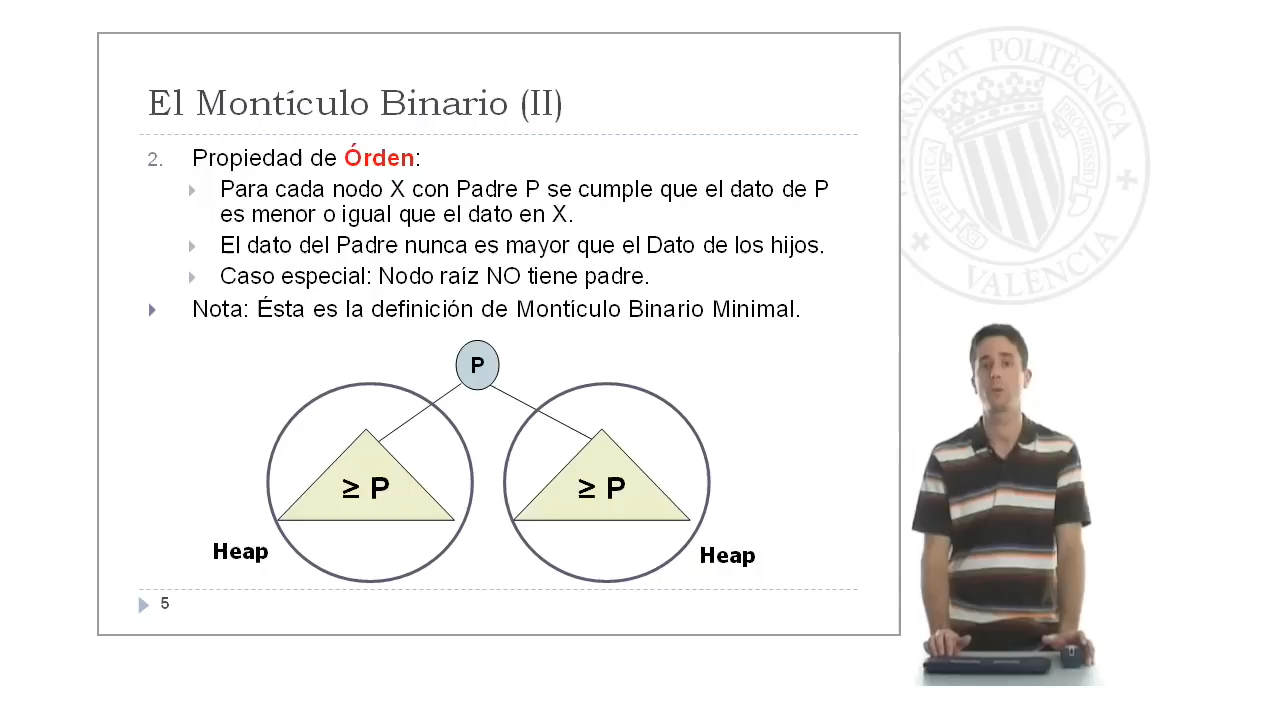 El Montículo Binario (II)
2. Propiedad de Órden:
Para cada nodo X con Padre P se cumple que el dato de P
es menor o igual que el dato en X.
El dato del Padre nunca es mayor que el Dato de los hijos.
Caso especial: Nodo raíz NO tiene padre.
Nota: Ésta es la definición de Montículo Binario Minimal.
P
≥ P
≥ P
Heap
Heap
5
POLITÈCNICA
VALÈNCIA